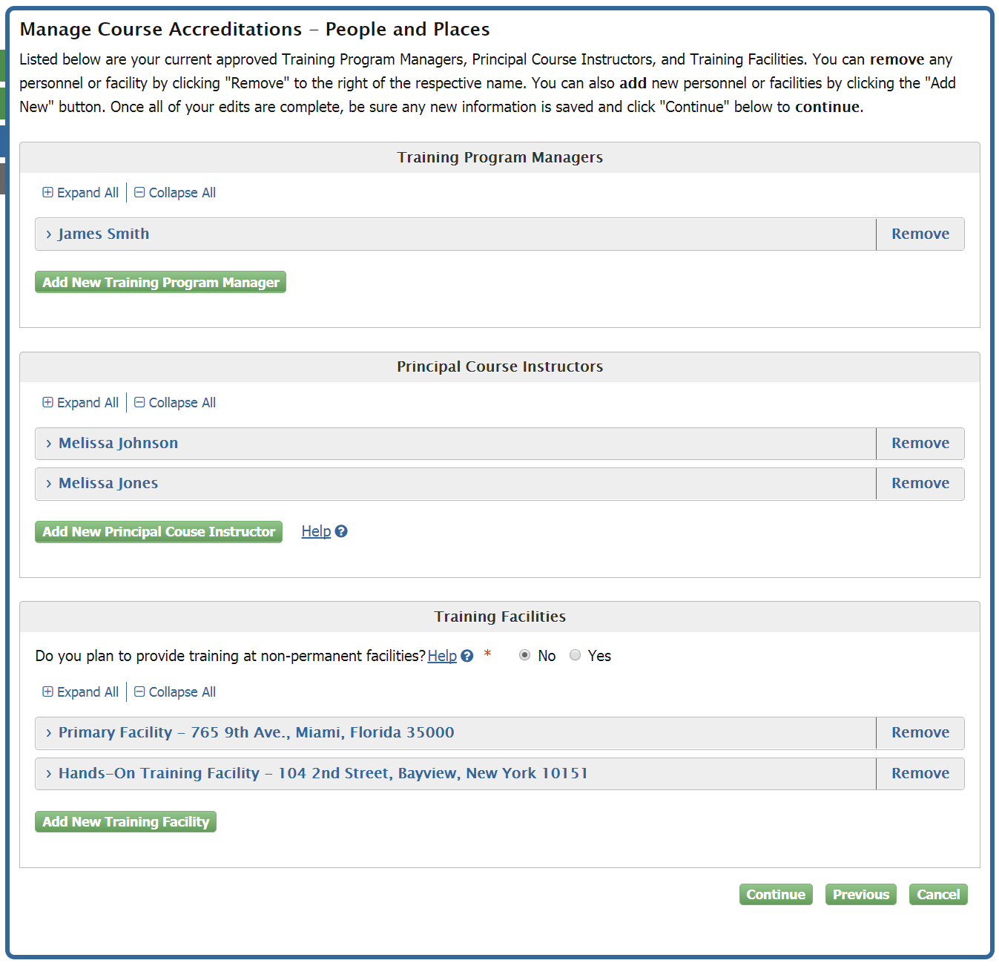 Manage Course Accreditations – People and Places
Listed below are your current approved Training Program Managers, Principal Course Instructors, and Training Facilities. You can remove any
personnel or facility by clicking "Remove" to the right of the respective name. You can also add new personnel or facilities by clicking the "Add
New" button. Once all of your edits are complete, be sure any new information is saved and click "Continue" below to continue.
Training Program Managers
Expand All Collapse All
› James Smith Remove
Add New Training Program Manager
Principal Course Instructors
Expand All Collapse All
› Melissa Johnson Remove
› Melissa Jones Remove
Add New Principal Couse Instructor Help
Training Facilities
Do you plan to provide training at non-permanent facilities? Help * No Yes
Expand All Collapse All
› Primary Facility – 765 9th Ave., Miami, Florida 35000 Remove
› Hands–On Training Facility – 104 2nd Street, Bayview, New York 10151 Remove
Add New Training Facility
Continue Previous Cancel